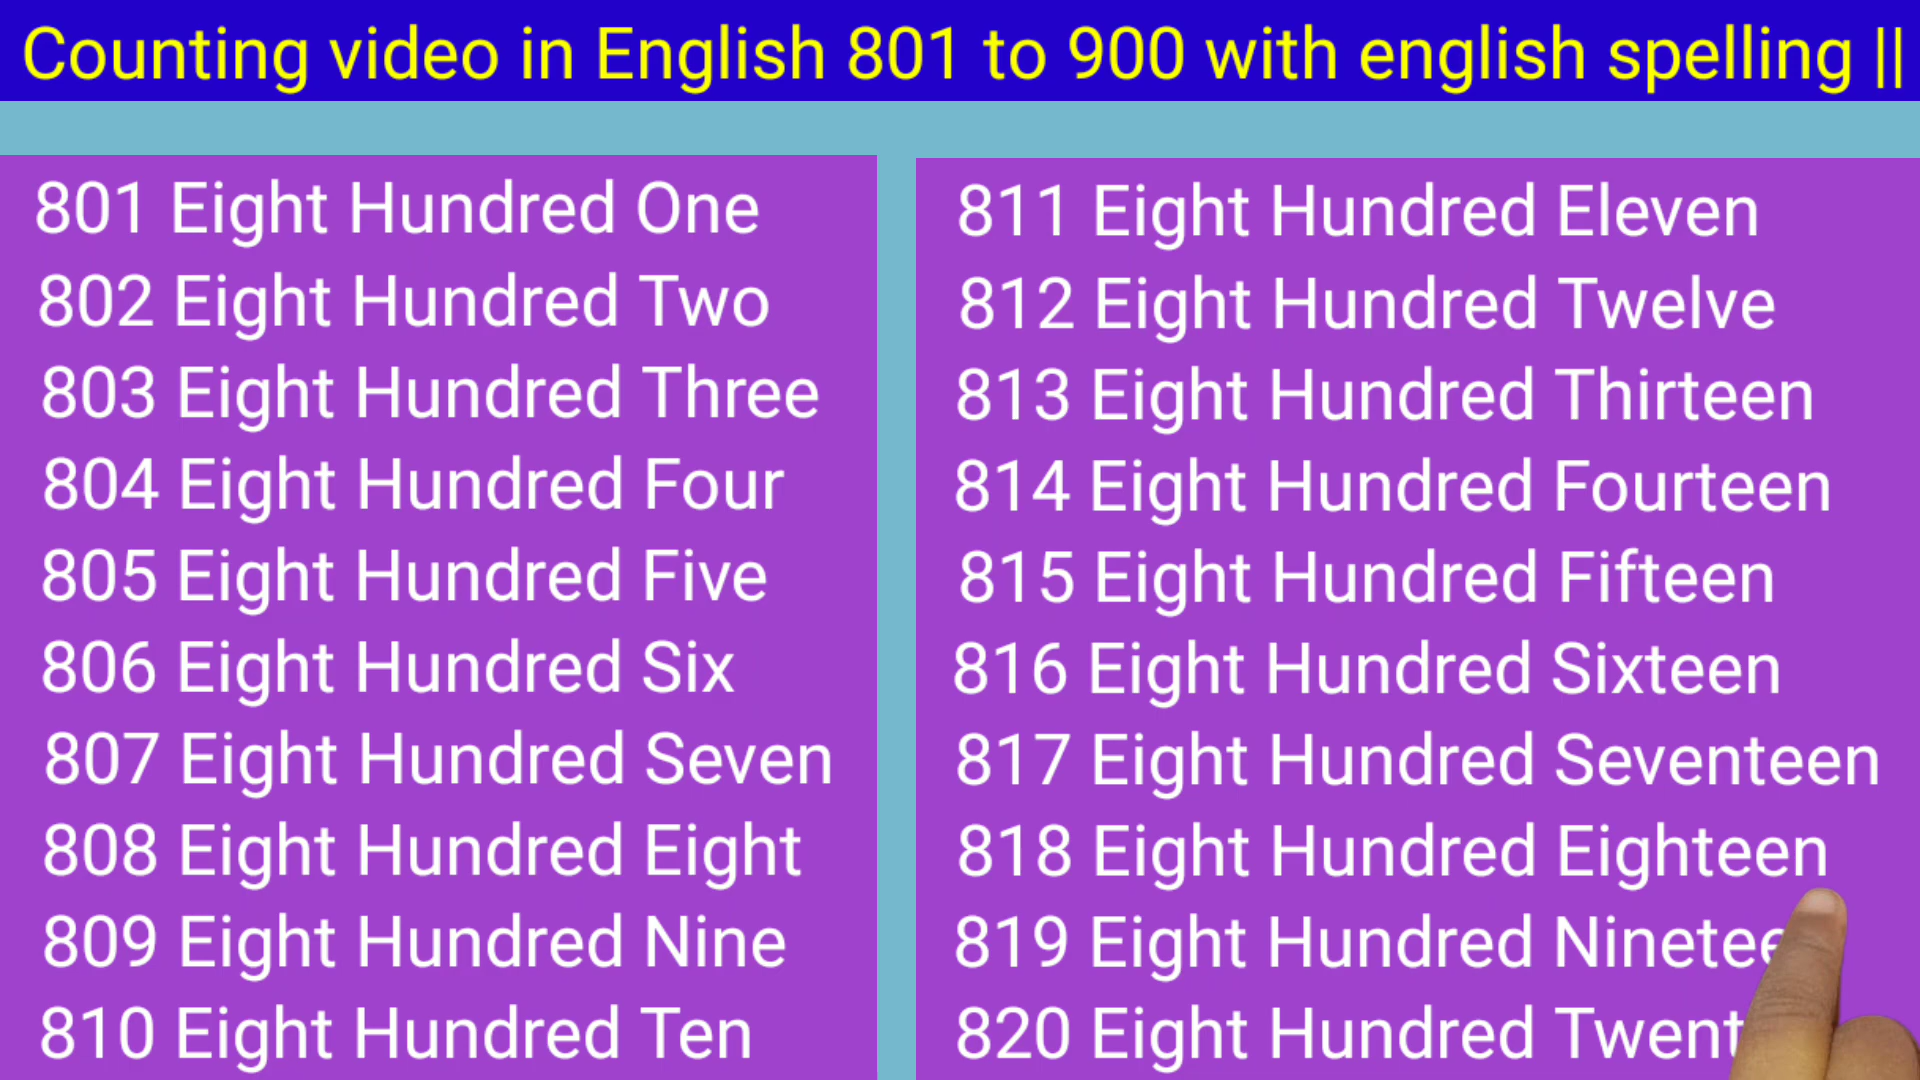 Counting video in English 801 to 900 with english spelling ||
801 Eight Hundred One
802 Eight Hundred Two
803 Eight Hundred Three
804 Eight Hundred Four
805 Eight Hundred Five
806 Eight Hundred Six
807 Eight Hundred Seven
808 Eight Hundred Eight
809 Eight Hundred Nine
810 Eight Hundred Ten
811 Eight Hundred Eleven
812 Eight Hundred Twelve
813 Eight Hundred Thirteen
814 Eight Hundred Fourteen
815 Eight Hundred Fifteen
816 Eight Hundred Sixteen
817 Eight Hundred Seventeen
818 Eight Hundred Eighteen
819 Eight Hundred
820 Eight Hundred